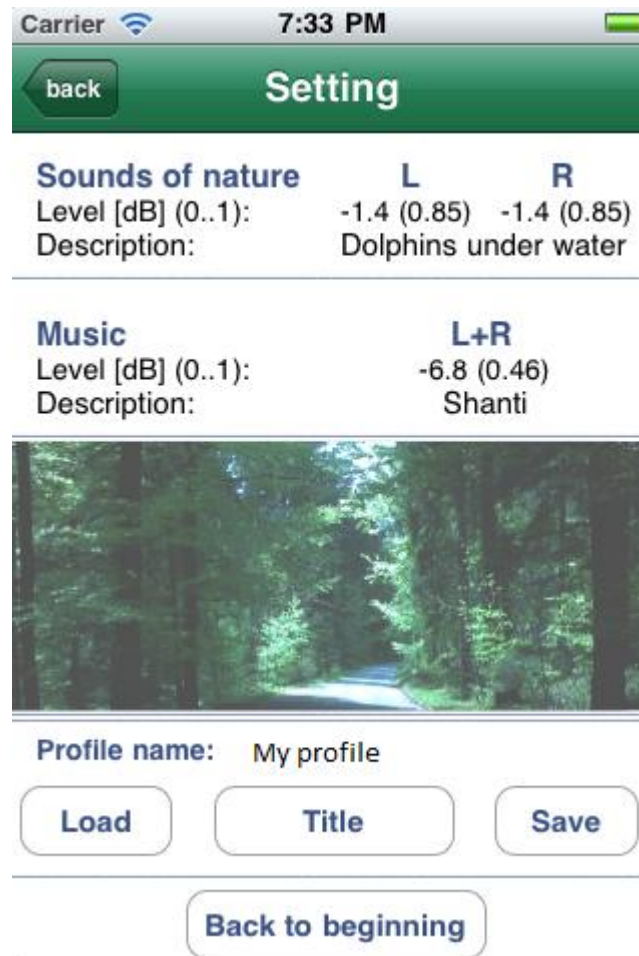 Carrier 7:33 PM
back Setting
Sounds of nature L R
Level [dB] (0..1): -1.4 (0.85) -1.4 (0.85)
Description: Dolphins under water
Music L+R
Level [dB] (0..1): -6.8 (0.46)
Description: Shanti
Profile name: My profile
Load Title Save
Back to beginning